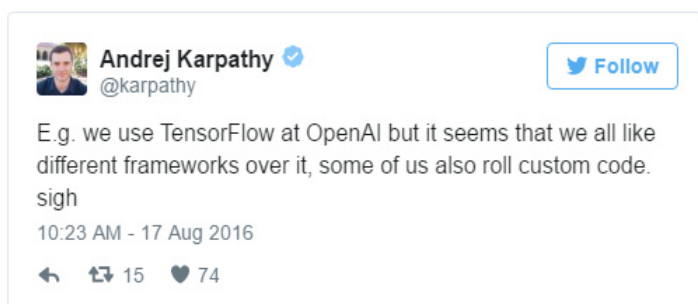 Andrej Karpathy
@karpathy
Follow
E.g. we use TensorFlow at OpenAI but it seems that we all like
different frameworks over it, some of us also roll custom code.
sigh
10:23 AM - 17 Aug 2016
15 74